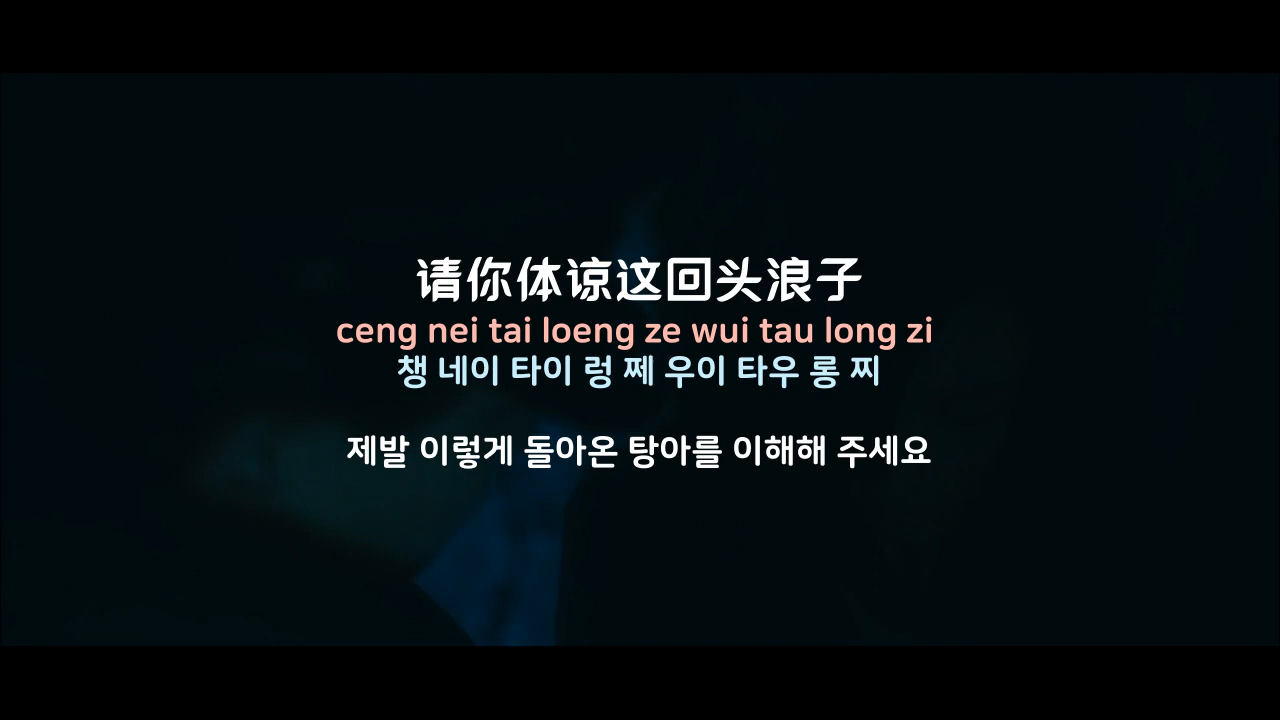 请你体谅这回头浪子
ceng nei tai loeng ze wui tau long zi
챙 네이 타이 렁 쩨 우이 타우 롱 찌
제발 이렇게 돌아온 탕아를 이해해 주세요